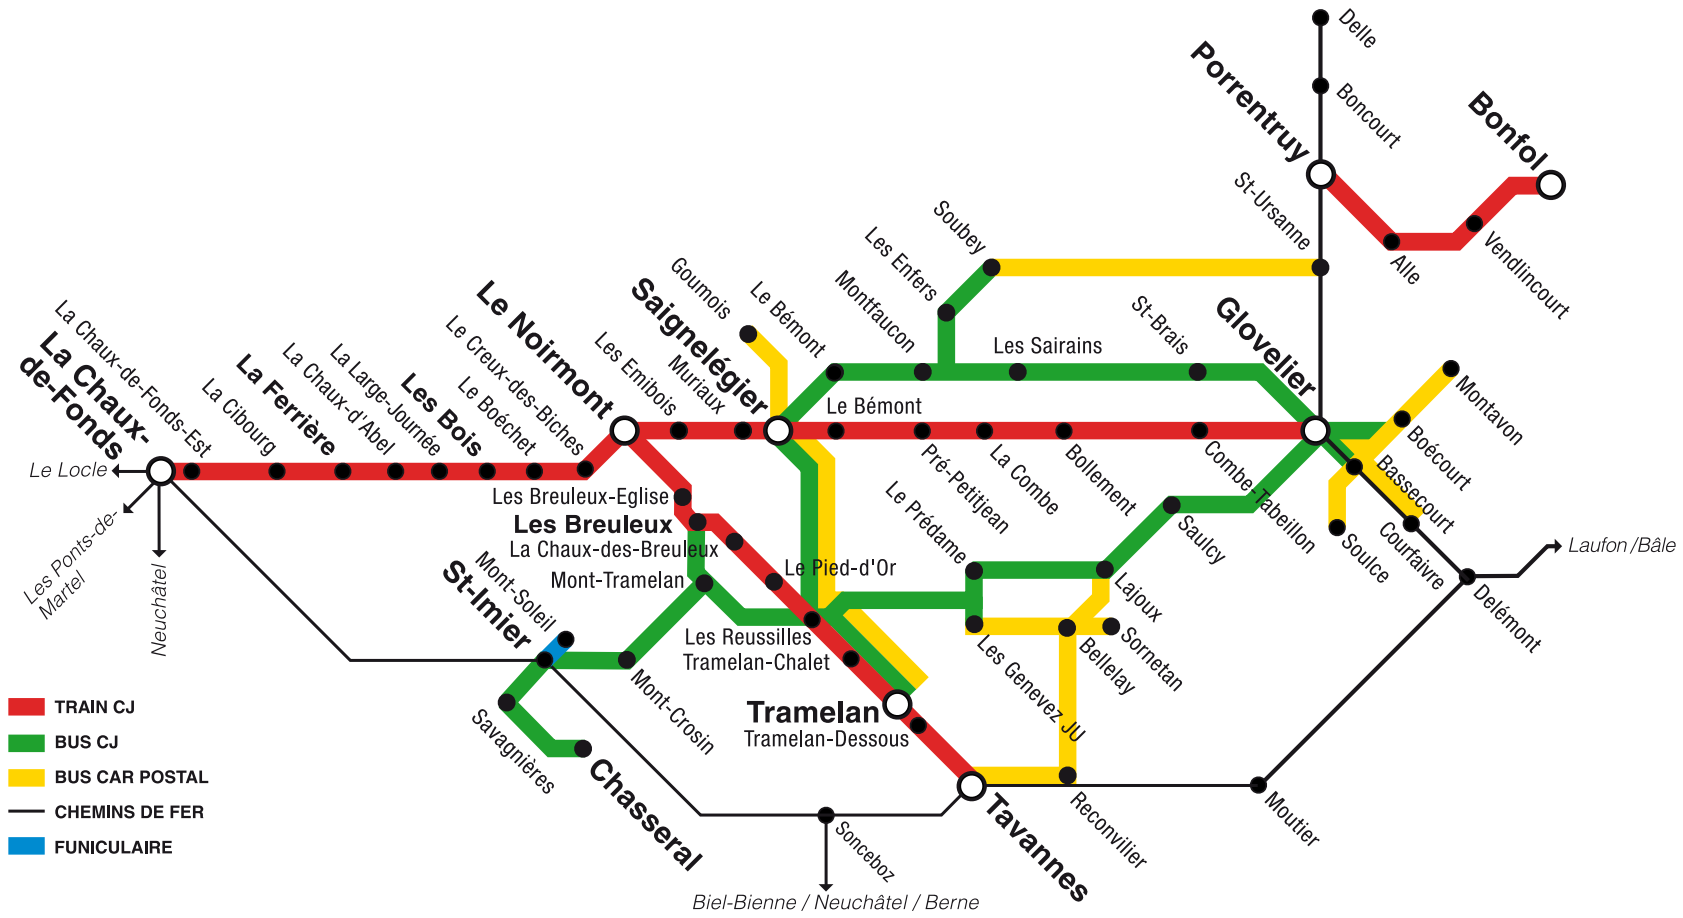 Delle
Boncourt
Porrentruy
Bonfol
St-Ursanne
Alle
Vendlincourt
Soubey
Les Enfers
Montfaucon
Les Sairains
St-Brais
Glovelier
Goumois
Le Bémont
Saignelégier
Le Noirmont
Les Emibois
Muriaux
Le Bémont
Pré-Petitjean
La Combe
Bollement
Combe-Tabeillon
Montavon
Boécourt
Bassecourt
Courfaivre
Soulce
Delémont
Laufon/Bâle
La Chaux-de-Fonds-Est
La Chaux-
de-Fonds
La Cibourg
La Ferrière
La Chaux-d'Abel
La Large-Journée
Les Bois
Le Boéchet
Le Creux-des-Biches
Le Locle
Les Ponts-de-
Martel
Neuchâtel
Les Breuleux-Eglise
Les Breuleux
La Chaux-des-Breuleux
Le Pied-d'Or
Mont-Tramelan
Mont-Soleil
St-Imier
Les Reussilles
Tramelan-Chalet
Le Prédame
Saulcy
Lajoux
Les Genevez JU
Bellelay
Sornetan
Mont-Crosin
Savagnières
Chasseral
Tramelan
Tramelan-Dessous
Tavannes
Reconvilier
Moutier
Sonceboz
Biel-Bienne / Neuchâtel / Berne
TRAIN CJ
BUS CJ
BUS CAR POSTAL
CHEMINS DE FER
FUNICULAIRE